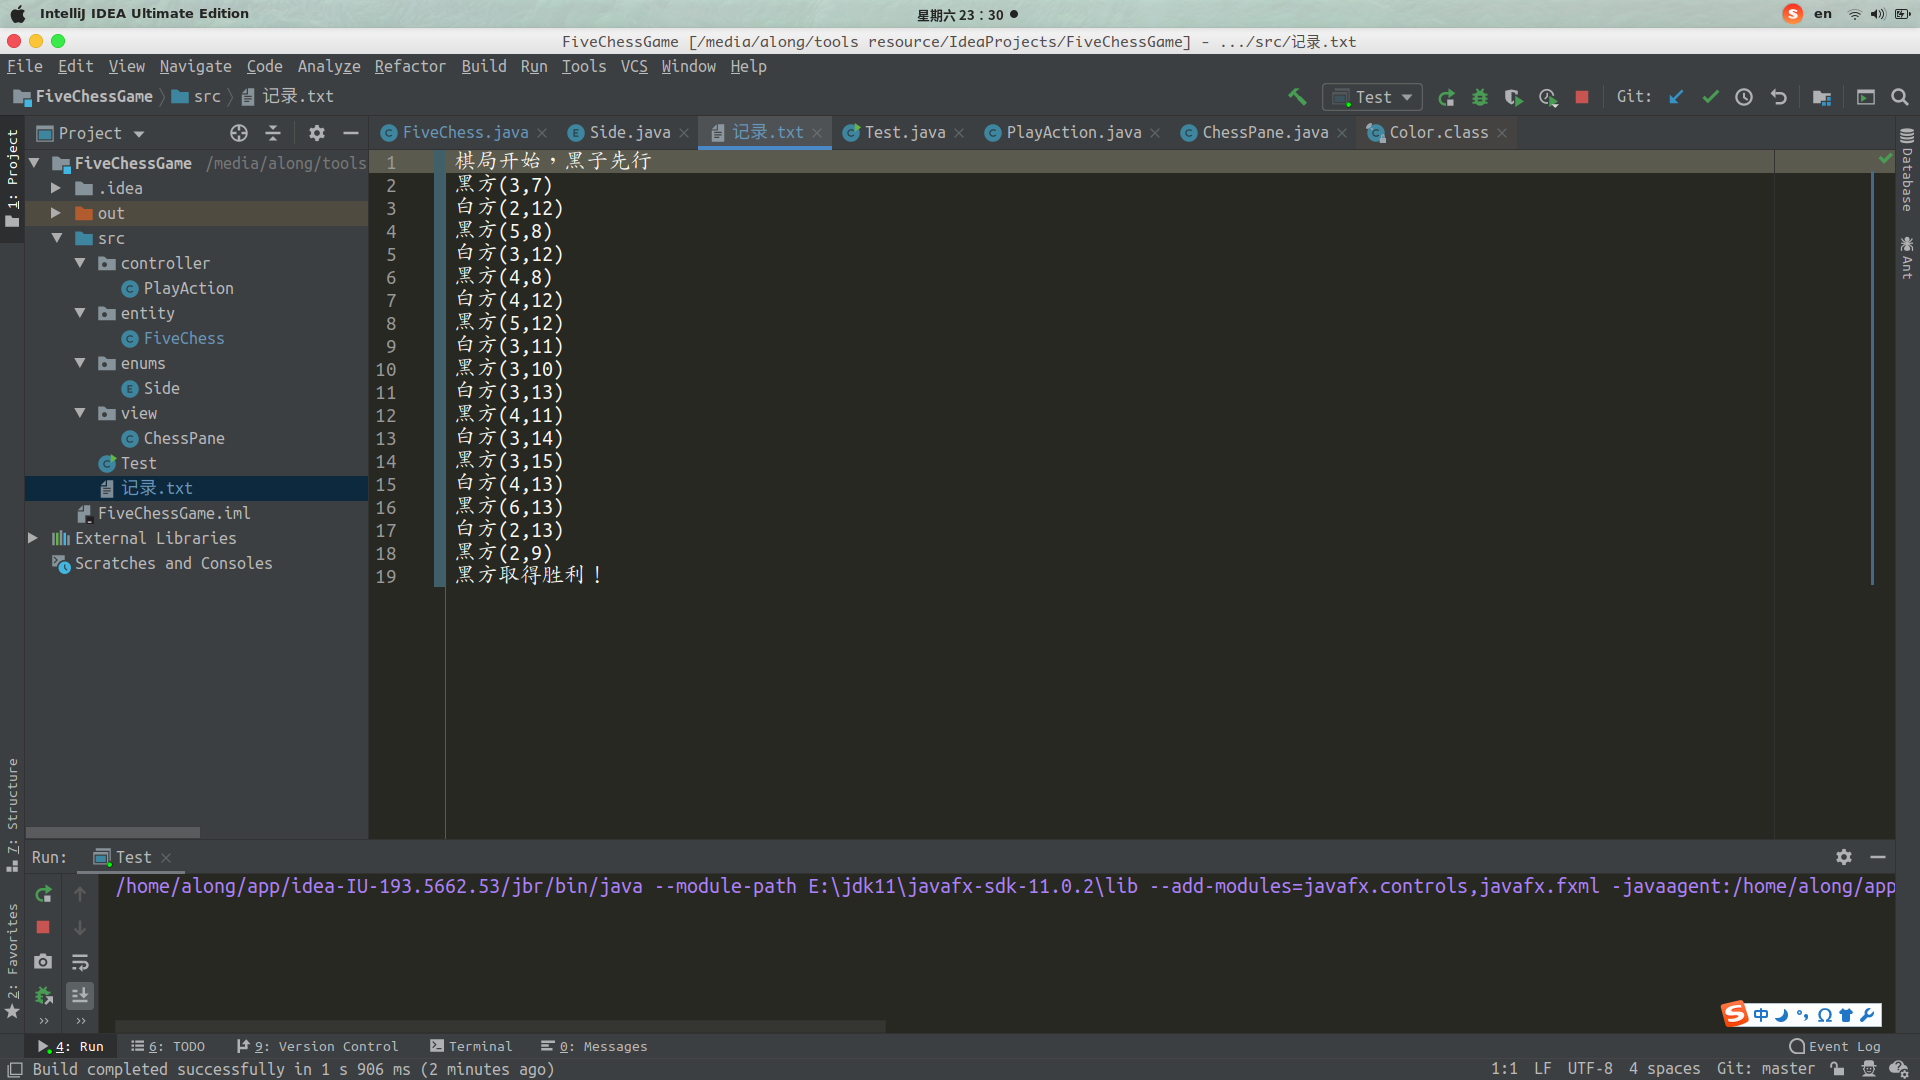 IntelliJ IDEA Ultimate Edition
星期六 23：30
en
FiveChessGame [/media/along/tools resource/IdeaProjects/FiveChessGame] - .../src/记录.txt
File Edit View Navigate Code Analyze Refactor Build Run Tools VCS Window Help
FiveChessGame src 记录.txt
Test
Git:
Project
FiveChess.java Side.java 记录.txt Test.java PlayAction.java ChessPane.java Color.class
1: Project
FiveChessGame /media/along/tools
.idea
out
src
controller
PlayAction
entity
FiveChess
enums
Side
view
ChessPane
Test
记录.txt
FiveChessGame.iml
External Libraries
Scratches and Consoles
1 棋局开始，黑子先行
2 黑方(3,7)
3 白方(2,12)
4 黑方(5,8)
5 白方(3,12)
6 黑方(4,8)
7 白方(4,12)
8 黑方(5,12)
9 白方(3,11)
10 黑方(3,10)
11 白方(3,13)
12 黑方(4,11)
13 白方(3,14)
14 黑方(3,15)
15 白方(4,13)
16 黑方(6,13)
17 白方(2,13)
18 黑方(2,9)
19 黑方取得胜利！
Database
Ant
7: Structure
2: Favorites
Run: Test
/home/along/app/idea-IU-193.5662.53/jbr/bin/java --module-path E:\jdk11\javafx-sdk-11.0.2\lib --add-modules=javafx.controls,javafx.fxml -javaagent:/home/along/app
中
4: Run 6: TODO 9: Version Control Terminal 0: Messages
Event Log
Build completed successfully in 1 s 906 ms (2 minutes ago)
1:1 LF UTF-8 4 spaces Git: master